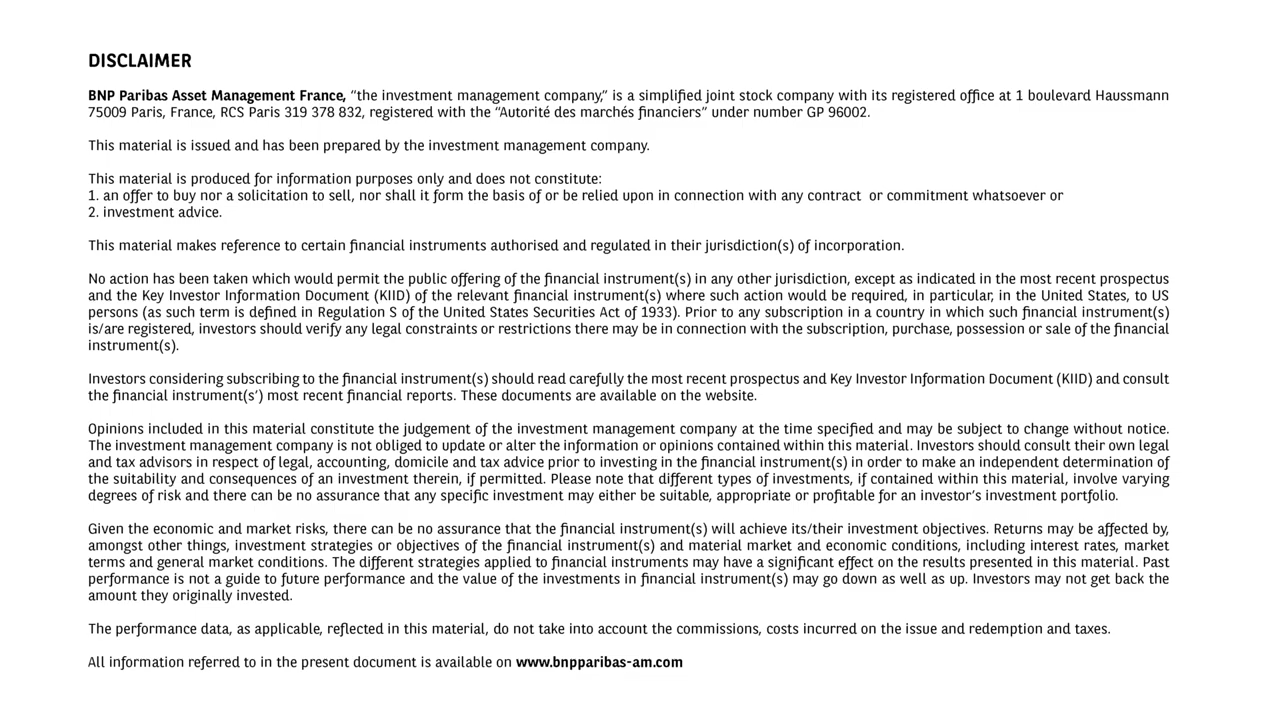 DISCLAIMER
BNP Paribas Asset Management France, “the investment management company,” is a simplified joint stock company with its registered office at 1 boulevard Haussmann
75009 Paris, France, RCS Paris 319 378 832, registered with the “Autorité des marchés financiers” under number GP 96002.
This material is issued and has been prepared by the investment management company.
This material is produced for information purposes only and does not constitute:
1. an offer to buy nor a solicitation to sell, nor shall it form the basis of or be relied upon in connection with any contract  or commitment whatsoever or
2. investment advice.
This material makes reference to certain financial instruments authorised and regulated in their jurisdiction(s) of incorporation.
No action has been taken which would permit the public offering of the financial instrument(s) in any other jurisdiction, except as indicated in the most recent prospectus
and the Key Investor Information Document (KIID) of the relevant financial instrument(s) where such action would be required, in particular, in the United States, to US
persons (as such term is defined in Regulation S of the United States Securities Act of 1933). Prior to any subscription in a country in which such financial instrument(s)
is/are registered, investors should verify any legal constraints or restrictions there may be in connection with the subscription, purchase, possession or sale of the financial
instrument(s).
Investors considering subscribing to the financial instrument(s) should read carefully the most recent prospectus and Key Investor Information Document (KIID) and consult
the financial instrument(s’) most recent financial reports. These documents are available on the website.
Opinions included in this material constitute the judgement of the investment management company at the time specified and may be subject to change without notice.
The investment management company is not obliged to update or alter the information or opinions contained within this material. Investors should consult their own legal
and tax advisors in respect of legal, accounting, domicile and tax advice prior to investing in the financial instrument(s) in order to make an independent determination of
the suitability and consequences of an investment therein, if permitted. Please note that different types of investments, if contained within this material, involve varying
degrees of risk and there can be no assurance that any specific investment may either be suitable, appropriate or profitable for an investor’s investment portfolio.
Given the economic and market risks, there can be no assurance that the financial instrument(s) will achieve its/their investment objectives. Returns may be affected by,
amongst other things, investment strategies or objectives of the financial instrument(s) and material market and economic conditions, including interest rates, market
terms and general market conditions. The different strategies applied to financial instruments may have a significant effect on the results presented in this material. Past
performance is not a guide to future performance and the value of the investments in financial instrument(s) may go down as well as up. Investors may not get back the
amount they originally invested.
The performance data, as applicable, reflected in this material, do not take into account the commissions, costs incurred on the issue and redemption and taxes.
All information referred to in the present document is available on www.bnpparibas-am.com